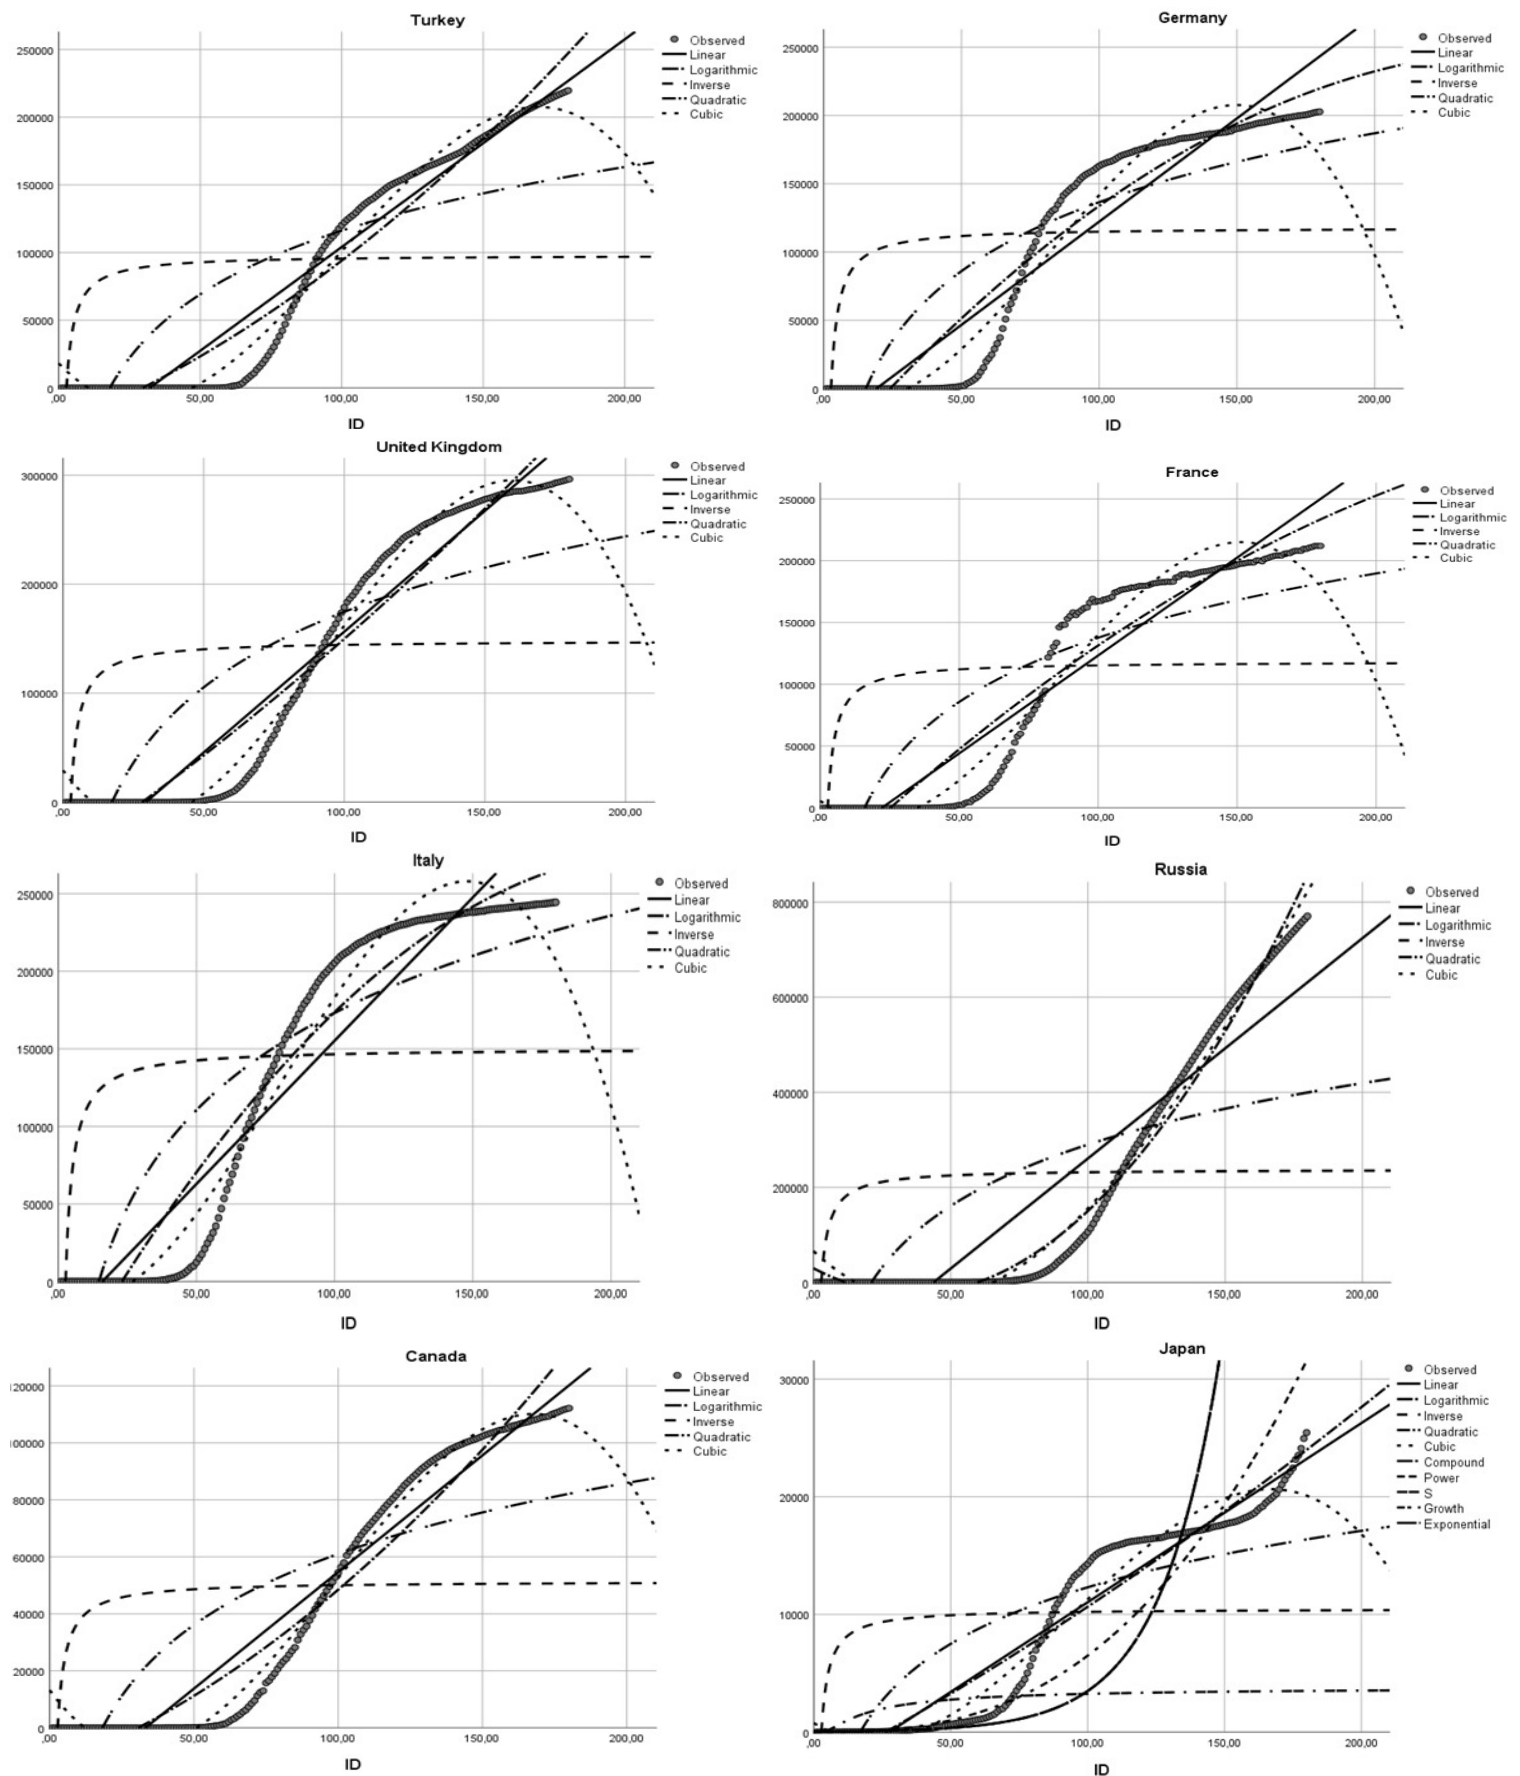 Turkey
250000
200000
150000
100000
50000
0
,00 50,00 100,00 150,00 200,00
ID
Observed
Linear
Logarithmic
Inverse
Quadratic
Cubic
Germany
250000
200000
150000
100000
50000
0
,00 50,00 100,00 150,00 200,00
ID
Observed
Linear
Logarithmic
Inverse
Quadratic
Cubic
United Kingdom
300000
200000
100000
0
,00 50,00 100,00 150,00 200,00
ID
Observed
Linear
Logarithmic
Inverse
Quadratic
Cubic
France
250000
200000
150000
100000
50000
0
,00 50,00 100,00 150,00 200,00
ID
Observed
Linear
Logarithmic
Inverse
Quadratic
Cubic
Italy
250000
200000
150000
100000
50000
0
,00 50,00 100,00 150,00 200,00
ID
Observed
Linear
Logarithmic
Inverse
Quadratic
Cubic
Russia
800000
600000
400000
200000
0
,00 50,00 100,00 150,00 200,00
ID
Observed
Linear
Logarithmic
Inverse
Quadratic
Cubic
Canada
20000
00000
80000
60000
40000
20000
0
,00 50,00 100,00 150,00 200,00
ID
Observed
Linear
Logarithmic
Inverse
Quadratic
Cubic
Japan
30000
20000
10000
0
,00 50,00 100,00 150,00 200,00
ID
Observed
Linear
Logarithmic
Inverse
Quadratic
Cubic
Compound
Power
S
Growth
Exponential